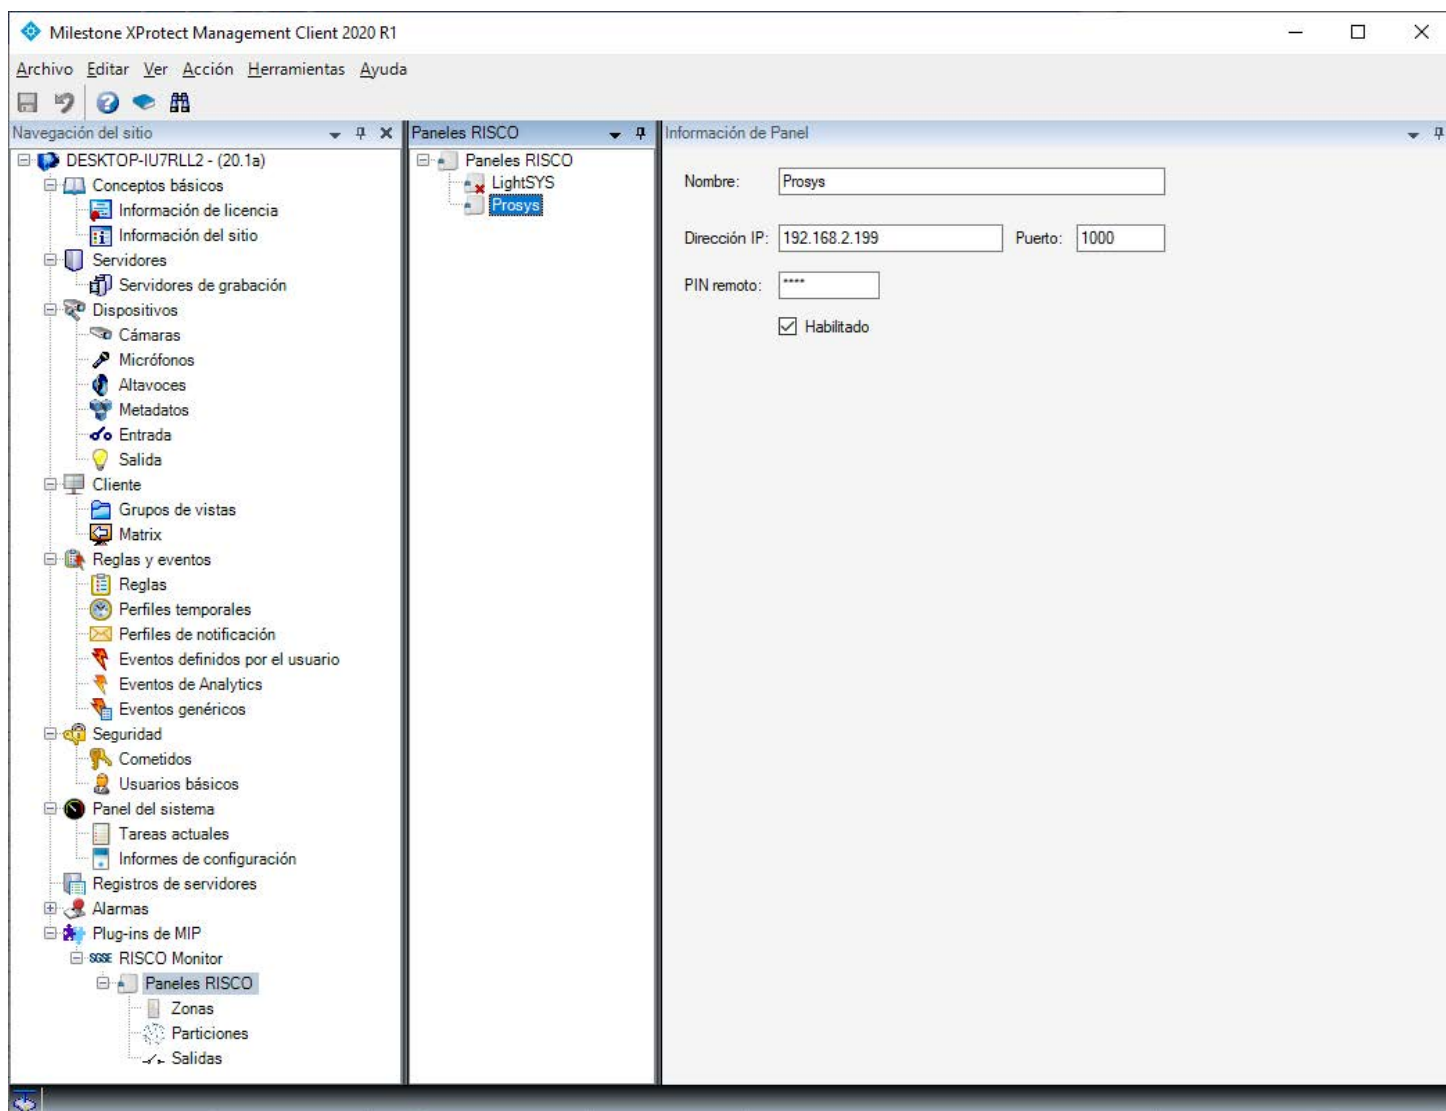 Milestone XProtect Management Client 2020 R1
Archivo Editar Ver Acción Herramientas Ayuda
Navegación del sitio
DESKTOP-IU7RLL2 - (20.1a)
Conceptos básicos
Información de licencia
Información del sitio
Servidores
Servidores de grabación
Dispositivos
Cámaras
Micrófonos
Altavoces
Metadatos
Entrada
Salida
Cliente
Grupos de vistas
Matrix
Reglas y eventos
Reglas
Perfiles temporales
Perfiles de notificación
Eventos definidos por el usuario
Eventos de Analytics
Eventos genéricos
Seguridad
Cometidos
Usuarios básicos
Panel del sistema
Tareas actuales
Informes de configuración
Registros de servidores
Alarmas
Plug-ins de MIP
SGSE RISCO Monitor
Paneles RISCO
Zonas
Particiones
Salidas
Paneles RISCO
Paneles RISCO
LightSYS
Prosys
Información de Panel
Nombre: Prosys
Dirección IP: 192.168.2.199 Puerto: 1000
PIN remoto: ****
Habilitado